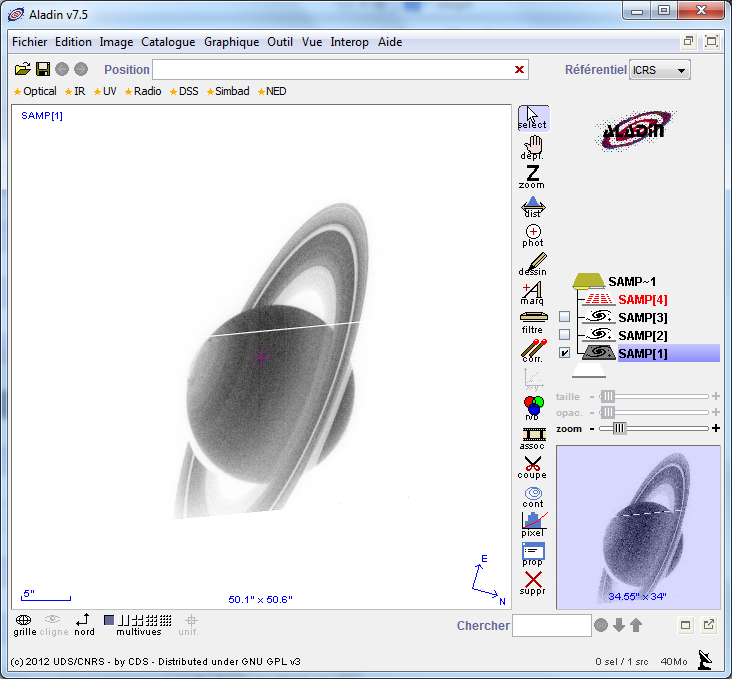 Aladin v7.5
Fichier Edition Image Catalogue Graphique Outil Vue Interop Aide
Position Référentiel ICRS
Optical IR UV Radio DSS Simbad NED
SAMP[1]
select
dépl.
zoom
dist
phot
dessin
marq
filtre
corr.
x-y
rvb
assoc
coupe
cont
pixel
prop
suppr
ALADIN
SAMP~1
SAMP[4]
SAMP[3]
SAMP[2]
SAMP[1]
taille - +
opac. - +
zoom - +
34.55" x 34"
5"
50.1" x 50.6"
E
N
grille cligne nord multivues unif.
Chercher
(c) 2012 UDS/CNRS - by CDS - Distributed under GNU GPL v3
0 sel / 1 src 40Mo